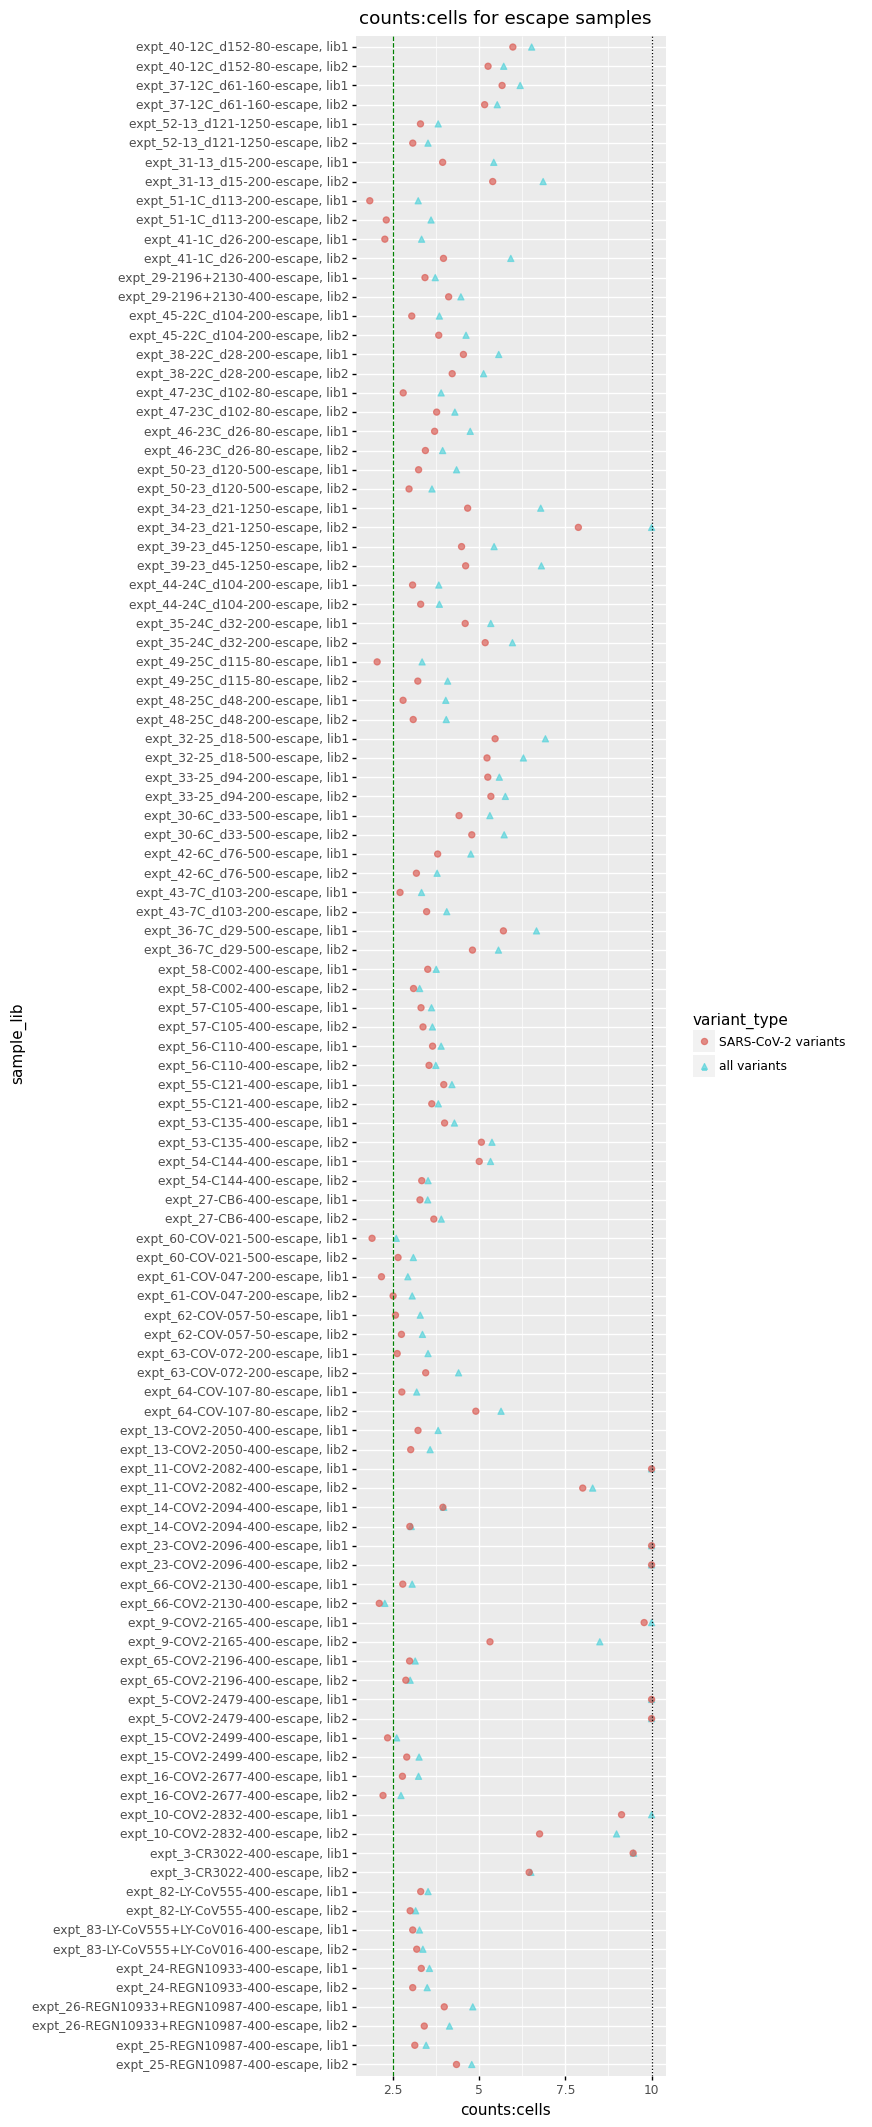 counts:cells for escape samples
expt_40-12C_d152-80-escape, lib1
expt_40-12C_d152-80-escape, lib2
expt_37-12C_d61-160-escape, lib1
expt_37-12C_d61-160-escape, lib2
expt_52-13_d121-1250-escape, lib1
expt_52-13_d121-1250-escape, lib2
expt_31-13_d15-200-escape, lib1
expt_31-13_d15-200-escape, lib2
expt_51-1C_d113-200-escape, lib1
expt_51-1C_d113-200-escape, lib2
expt_41-1C_d26-200-escape, lib1
expt_41-1C_d26-200-escape, lib2
expt_29-2196+2130-400-escape, lib1
expt_29-2196+2130-400-escape, lib2
expt_45-22C_d104-200-escape, lib1
expt_45-22C_d104-200-escape, lib2
expt_38-22C_d28-200-escape, lib1
expt_38-22C_d28-200-escape, lib2
expt_47-23C_d102-80-escape, lib1
expt_47-23C_d102-80-escape, lib2
expt_46-23C_d26-80-escape, lib1
expt_46-23C_d26-80-escape, lib2
expt_50-23_d120-500-escape, lib1
expt_50-23_d120-500-escape, lib2
expt_34-23_d21-1250-escape, lib1
expt_34-23_d21-1250-escape, lib2
expt_39-23_d45-1250-escape, lib1
expt_39-23_d45-1250-escape, lib2
expt_44-24C_d104-200-escape, lib1
expt_44-24C_d104-200-escape, lib2
expt_35-24C_d32-200-escape, lib1
expt_35-24C_d32-200-escape, lib2
expt_49-25C_d115-80-escape, lib1
expt_49-25C_d115-80-escape, lib2
expt_48-25C_d48-200-escape, lib1
expt_48-25C_d48-200-escape, lib2
expt_32-25_d18-500-escape, lib1
expt_32-25_d18-500-escape, lib2
expt_33-25_d94-200-escape, lib1
expt_33-25_d94-200-escape, lib2
expt_30-6C_d33-500-escape, lib1
expt_30-6C_d33-500-escape, lib2
expt_42-6C_d76-500-escape, lib1
expt_42-6C_d76-500-escape, lib2
expt_43-7C_d103-200-escape, lib1
expt_43-7C_d103-200-escape, lib2
expt_36-7C_d29-500-escape, lib1
expt_36-7C_d29-500-escape, lib2
expt_58-C002-400-escape, lib1
expt_58-C002-400-escape, lib2
expt_57-C105-400-escape, lib1
expt_57-C105-400-escape, lib2
expt_56-C110-400-escape, lib1
expt_56-C110-400-escape, lib2
expt_55-C121-400-escape, lib1
expt_55-C121-400-escape, lib2
expt_53-C135-400-escape, lib1
expt_53-C135-400-escape, lib2
expt_54-C144-400-escape, lib1
expt_54-C144-400-escape, lib2
expt_27-CB6-400-escape, lib1
expt_27-CB6-400-escape, lib2
expt_60-COV-021-500-escape, lib1
expt_60-COV-021-500-escape, lib2
expt_61-COV-047-200-escape, lib1
expt_61-COV-047-200-escape, lib2
expt_62-COV-057-50-escape, lib1
expt_62-COV-057-50-escape, lib2
expt_63-COV-072-200-escape, lib1
expt_63-COV-072-200-escape, lib2
expt_64-COV-107-80-escape, lib1
expt_64-COV-107-80-escape, lib2
expt_13-COV2-2050-400-escape, lib1
expt_13-COV2-2050-400-escape, lib2
expt_11-COV2-2082-400-escape, lib1
expt_11-COV2-2082-400-escape, lib2
expt_14-COV2-2094-400-escape, lib1
expt_14-COV2-2094-400-escape, lib2
expt_23-COV2-2096-400-escape, lib1
expt_23-COV2-2096-400-escape, lib2
expt_66-COV2-2130-400-escape, lib1
expt_66-COV2-2130-400-escape, lib2
expt_9-COV2-2165-400-escape, lib1
expt_9-COV2-2165-400-escape, lib2
expt_65-COV2-2196-400-escape, lib1
expt_65-COV2-2196-400-escape, lib2
expt_5-COV2-2479-400-escape, lib1
expt_5-COV2-2479-400-escape, lib2
expt_15-COV2-2499-400-escape, lib1
expt_15-COV2-2499-400-escape, lib2
expt_16-COV2-2677-400-escape, lib1
expt_16-COV2-2677-400-escape, lib2
expt_10-COV2-2832-400-escape, lib1
expt_10-COV2-2832-400-escape, lib2
expt_3-CR3022-400-escape, lib1
expt_3-CR3022-400-escape, lib2
expt_82-LY-CoV555-400-escape, lib1
expt_82-LY-CoV555-400-escape, lib2
expt_83-LY-CoV555+LY-CoV016-400-escape, lib1
expt_83-LY-CoV555+LY-CoV016-400-escape, lib2
expt_24-REGN10933-400-escape, lib1
expt_24-REGN10933-400-escape, lib2
expt_26-REGN10933+REGN10987-400-escape, lib1
expt_26-REGN10933+REGN10987-400-escape, lib2
expt_25-REGN10987-400-escape, lib1
expt_25-REGN10987-400-escape, lib2
2.5 5 7.5 10
counts:cells
sample_lib
variant_type
SARS-CoV-2 variants
all variants